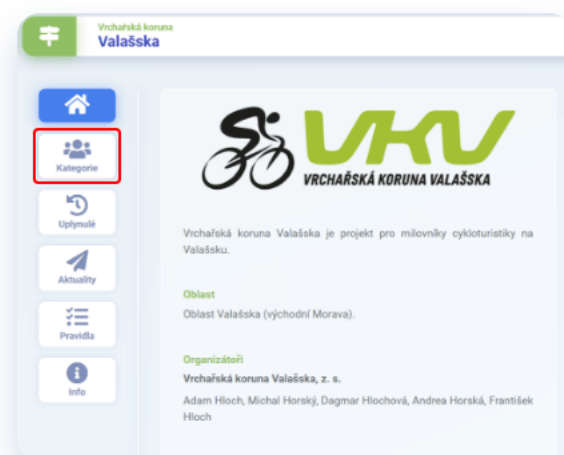 Vrchařská koruna
Valašska
Kategorie
Uplynulé
Aktuality
Pravidla
Info
VKV
VRCHAŘSKÁ KORUNA VALAŠSKA
Vrchařská koruna Valašska je projekt pro milovníky cykloturistiky na
Valašsku.
Oblast
Oblast Valašska (východní Morava).
Organizátoři
Vrchařská koruna Valašska, z. s.
Adam Hloch, Michal Horský, Dagmar Hlochová, Andrea Horská, František
Hloch